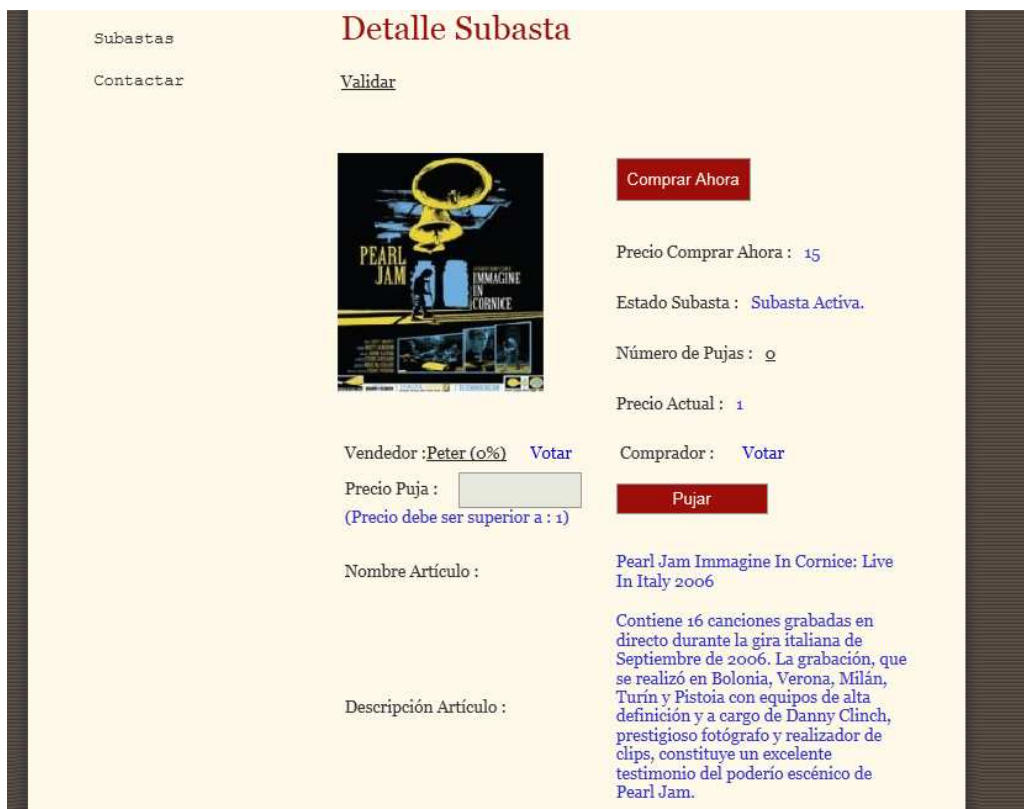 Subastas
Contactar
Detalle Subasta
Validar
PEARL
JAM
IMMAGINE
IN
CORNICE
Comprar Ahora
Precio Comprar Ahora : 15
Estado Subasta : Subasta Activa.
Número de Pujas : 0
Precio Actual : 1
Vendedor :Peter (0%) Votar
Comprador : Votar
Precio Puja :
(Precio debe ser superior a : 1)
Pujar
Nombre Artículo :
Pearl Jam Immagine In Cornice: Live
In Italy 2006
Descripción Artículo :
Contiene 16 canciones grabadas en
directo durante la gira italiana de
Septiembre de 2006. La grabación, que
se realizó en Bolonia, Verona, Milán,
Turín y Pistoia con equipos de alta
definición y a cargo de Danny Clinch,
prestigioso fotógrafo y realizador de
clips, constituye un excelente
testimonio del poderío escénico de
Pearl Jam.